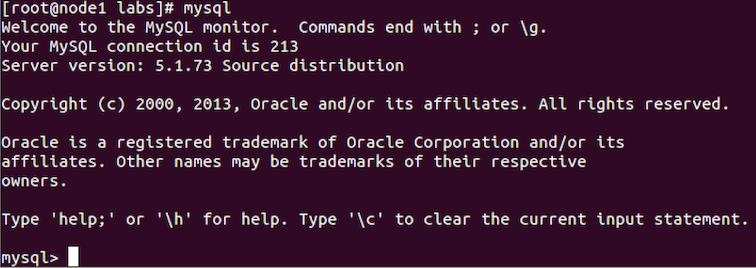 [root@node1 labs]# mysql
Welcome to the MySQL monitor.  Commands end with ; or \g.
Your MySQL connection id is 213
Server version: 5.1.73 Source distribution
Copyright (c) 2000, 2013, Oracle and/or its affiliates. All rights reserved.
Oracle is a registered trademark of Oracle Corporation and/or its
affiliates. Other names may be trademarks of their respective
owners.
Type 'help;' or '\h' for help. Type '\c' to clear the current input statement.
mysql>